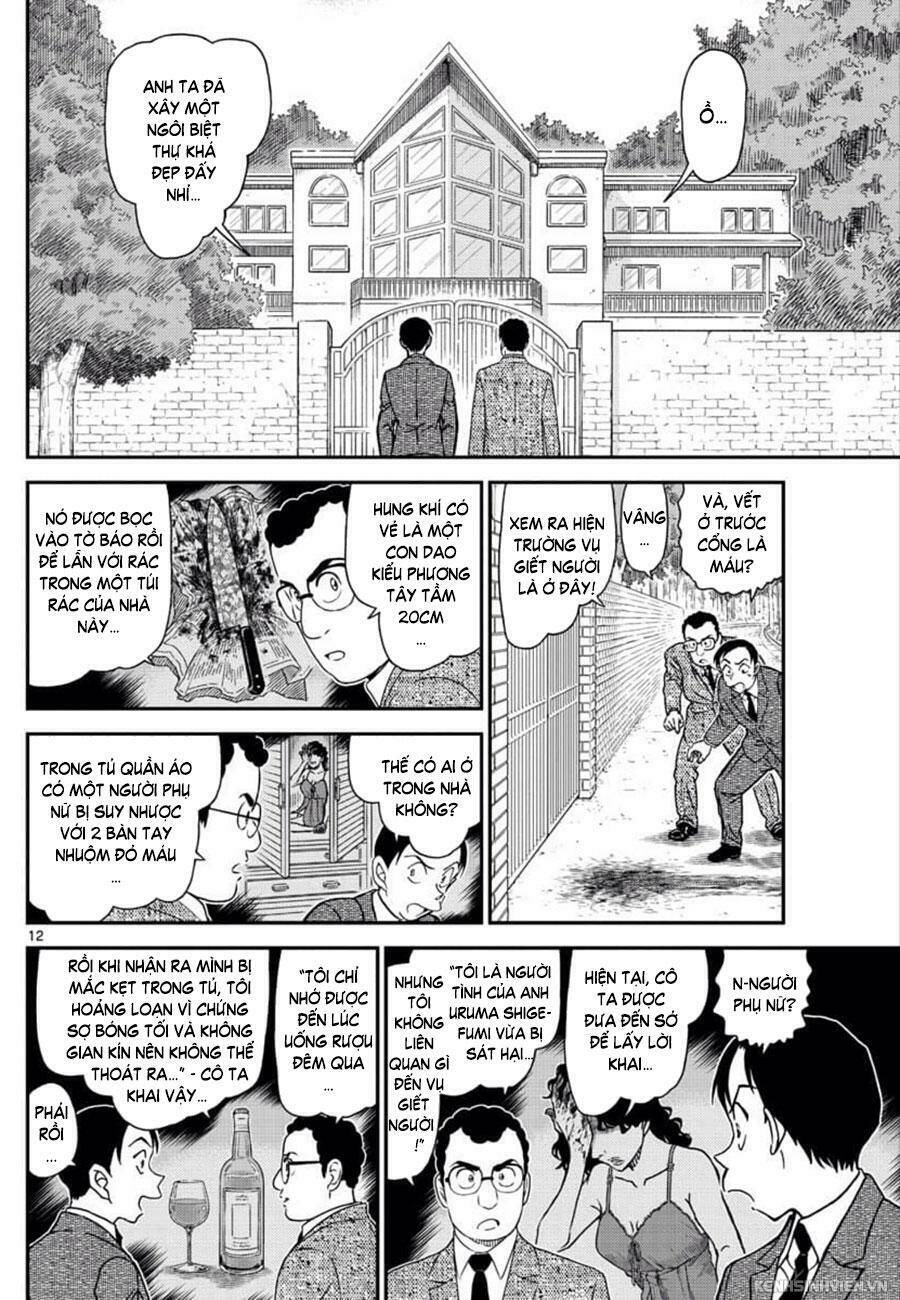 Ồ...
ANH TA ĐÃ
XÂY MỘT
NGÔI BIỆT
THỰ KHÁ
ĐẸP ĐẤY
NHỈ...
VÀ, VẾT
Ở TRƯỚC
CỔNG LÀ
MÁU?
VÂNG
...
XEM RA HIỆN
TRƯỜNG VỤ
GIẾT NGƯỜI
LÀ Ở ĐÂY!
HUNG KHÍ CÓ
VẺ LÀ MỘT
CON DAO
KIỂU PHƯƠNG
TÂY TẦM
20CM
...
NÓ ĐƯỢC BỌC
VÀO TỜ BÁO RỒI
ĐỂ LẪN VỚI RÁC
TRONG MỘT TÚI
RÁC CỦA NHÀ
NÀY...
THẾ CÓ AI Ở
TRONG NHÀ
KHÔNG?
TRONG TỦ QUẦN ÁO
CÓ MỘT NGƯỜI PHỤ
NỮ BỊ SUY NHƯỢC
VỚI 2 BÀN TAY
NHUỘM ĐỎ MÁU
...
12
N-NGƯỜI
PHỤ NỮ?
HIỆN TẠI, CÔ
TA ĐƯỢC
ĐƯA ĐẾN SỞ
ĐỂ LẤY LỜI
KHAI...
"TÔI LÀ NGƯỜI
TÌNH CỦA ANH
URUMA SHIGE-
FUMI VỪA BỊ
SÁT HẠI...
NHƯNG
TÔI
KHÔNG
LIÊN
QUAN GÌ
ĐẾN VỤ
GIẾT
NGƯỜI
!"
"TÔI CHỈ
NHỚ ĐƯỢC
ĐẾN LÚC
UỐNG RƯỢU
ĐÊM QUA
...
RỒI KHI NHẬN RA MÌNH BỊ
MẮC KẸT TRONG TỦ, TÔI
HOẢNG LOẠN VÌ CHỨNG
SỢ BÓNG TỐI VÀ KHÔNG
GIAN KÍN NÊN KHÔNG THỂ
THOÁT RA..." - CÔ TA
KHAI VẬY...
PHẢI
RỒI
...
KENHSINHVIEN.VN